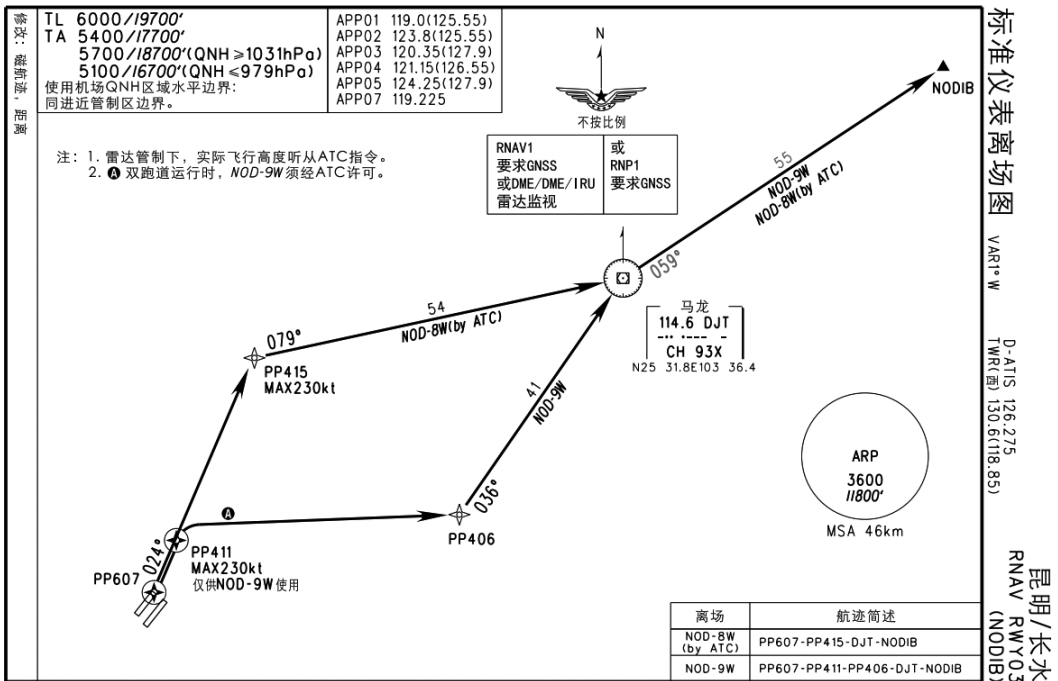 修改：磁航迹，距离
TL 6000/19700'
TA 5400/17700'
5700/18700'(QNH≥1031hPa)
5100/16700'(QNH≤979hPa)
使用机场QNH区域水平边界:
同进近管制区边界。
APP01 119.0(125.55)
APP02 123.8(125.55)
APP03 120.35(127.9)
APP04 121.15(126.55)
APP05 124.25(127.9)
APP07 119.225
N
不按比例
注: 1. 雷达管制下，实际飞行高度听从ATC指令。
2. A 双跑道运行时，NOD-9W须经ATC许可。
RNAV1
要求GNSS
或DME/DME/IRU
雷达监视
或
RNP1
要求GNSS
NODIB
55
NOD-9W
NOD-8W(by ATC)
059°
马龙
114.6 DJT
CH 93X
N25 31.8E103 36.4
54
NOD-8W(by ATC)
079°
PP415
MAX230kt
41
NOD-9W
036°
PP406
A
024°
PP411
MAX230kt
仅供NOD-9W使用
PP607
ARP
3600
11800'
MSA 46km
离场
航迹简述
NOD-8W
(by ATC)
PP607-PP415-DJT-NODIB
NOD-9W
PP607-PP411-PP406-DJT-NODIB
标准仪表离场图
VAR1°W
D-ATIS 126.275
TWR(西) 130.6(118.85)
昆明/长水
RNAV RWY03
(NODIB)